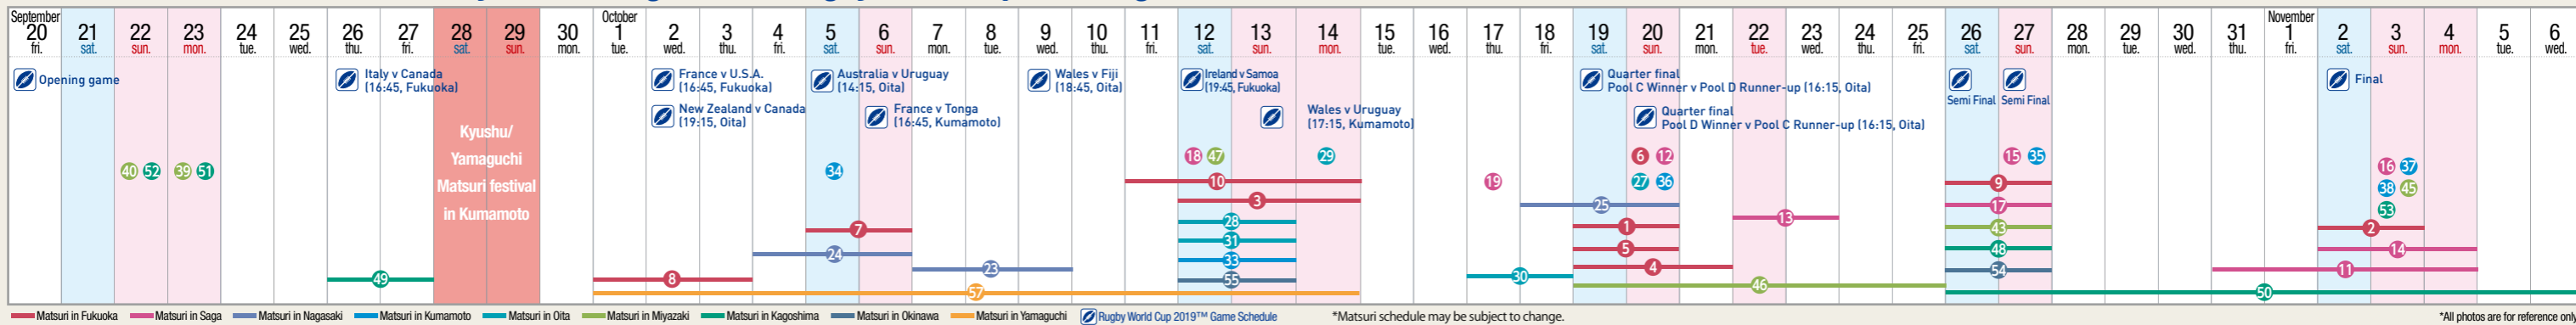 September
20 21 22 23 24 25 26 27 28 29 30
fri. sat. sun. mon. tue. wed. thu. fri. sat. sun. mon.
October
1 2 3 4 5 6 7 8 9 10 11 12 13 14 15 16 17 18 19 20 21 22 23 24 25 26 27 28 29 30 31
tue. wed. thu. fri. sat. sun. mon. tue. wed. thu. fri. sat. sun. mon. tue. wed. thu. fri. sat. sun. mon. tue. wed. thu. fri. sat. sun. mon. tue. wed. thu.
November
1 2 3 4 5 6
fri. sat. sun. mon. tue. wed.
Opening game
Italy v Canada
(16:45, Fukuoka)
France v U.S.A.
(16:45, Fukuoka)
New Zealand v Canada
(19:15, Oita)
Australia v Uruguay
(14:15, Oita)
France v Tonga
(16:45, Kumamoto)
Wales v Fiji
(18:45, Oita)
Ireland v Samoa
(19:45, Fukuoka)
Wales v Uruguay
(17:15, Kumamoto)
Quarter final
Pool C Winner v Pool D Runner-up (16:15, Oita)
Quarter final
Pool D Winner v Pool C Runner-up (16:15, Oita)
Semi Final
Semi Final
Final
Kyushu/
Yamaguchi
Matsuri festival
in Kumamoto
40 52 39 51
49
8
57
34
7
24
23
18 47 29
10
3
28
31
33
55
19
30
6 12
27 36
25
1
5
4
46
13
15 35
9
17
43
48
54
16 37
38 45
53
2
14
11
50
Matsuri in Fukuoka Matsuri in Saga Matsuri in Nagasaki Matsuri in Kumamoto Matsuri in Oita Matsuri in Miyazaki Matsuri in Kagoshima Matsuri in Okinawa Matsuri in Yamaguchi Rugby World Cup 2019™ Game Schedule *Matsuri schedule may be subject to change. *All photos are for reference only